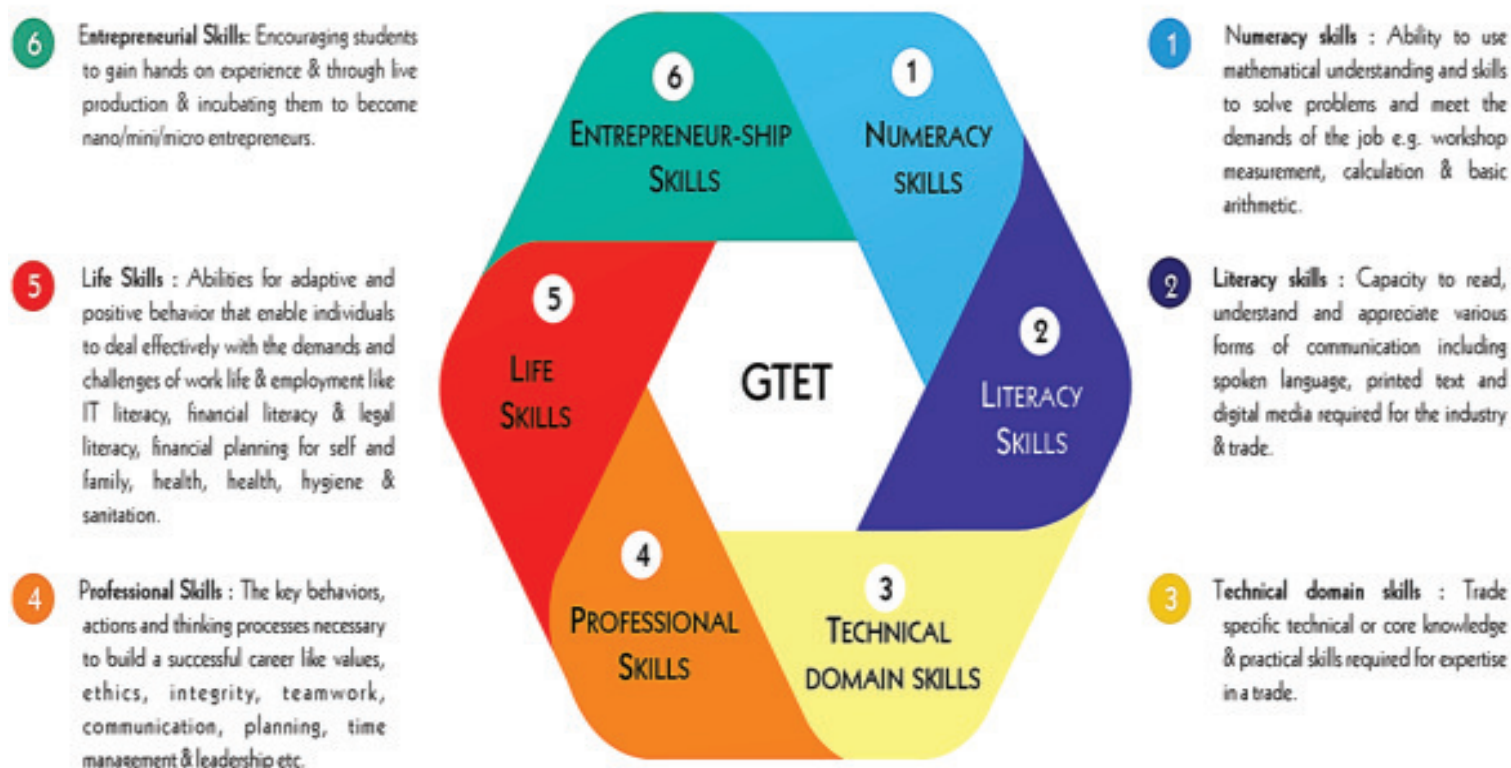 6
Entrepreneurial Skills: Encouraging students
to gain hands on experience & through live
production & incubating them to become
nano/mini/micro entrepreneurs.
5
Life Skills : Abilities for adaptive and
positive behavior that enable individuals
to deal effectively with the demands and
challenges of work life & employment like
IT literacy, financial literacy & legal
literacy, financial planning for self and
family, health, health, hygiene &
sanitation.
4
Professional Skills : The key behaviors,
actions and thinking processes necessary
to build a successful career like values,
ethics, integrity, teamwork,
communication, planning, time
management & leadership etc.
6
ENTREPRENEUR-SHIP
SKILLS
1
NUMERACY
SKILLS
5
LIFE
SKILLS
GTET
2
LITERACY
SKILLS
4
PROFESSIONAL
SKILLS
3
TECHNICAL
DOMAIN SKILLS
1
Numeracy skills : Ability to use
mathematical understanding and skills
to solve problems and meet the
demands of the job e.g. workshop
measurement, calculation & basic
arithmetic.
2
Literacy skills : Capacity to read,
understand and appreciate various
forms of communication including
spoken language, printed text and
digital media required for the industry
& trade.
3
Technical domain skills : Trade
specific technical or core knowledge
& practical skills required for expertise
in a trade.